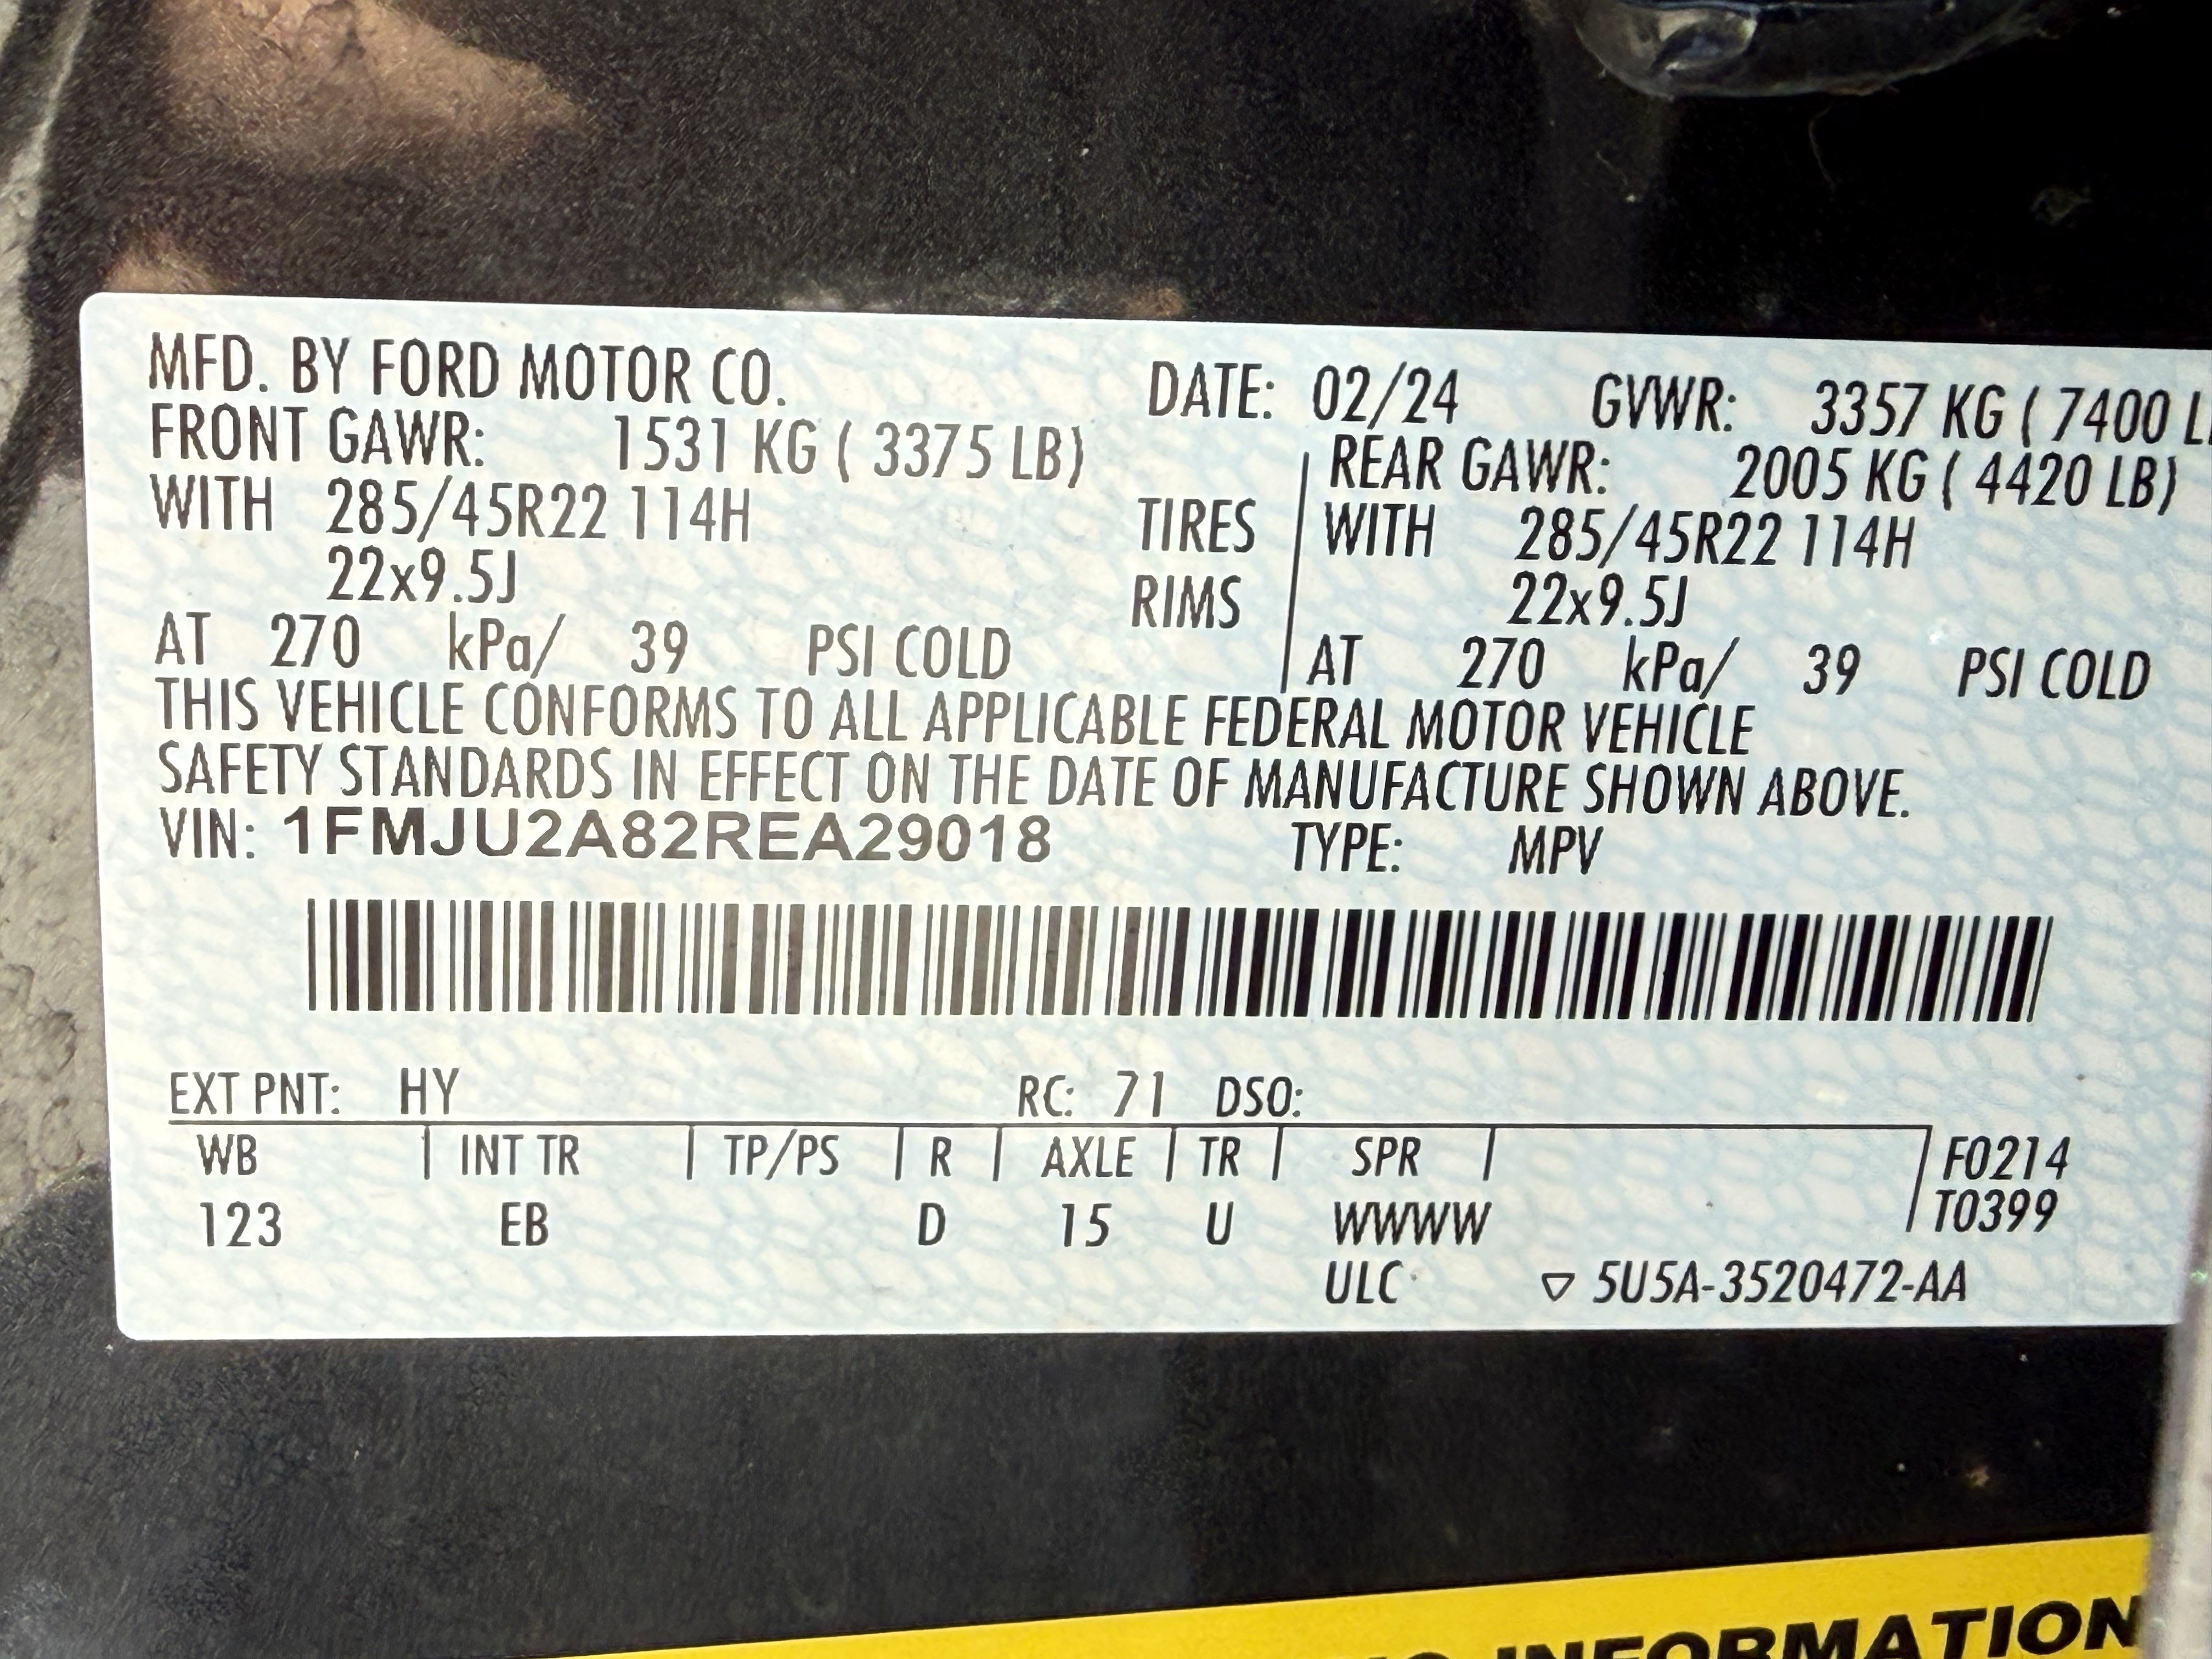 MFD. BY FORD MOTOR CO. DATE: 02/24 GVWR: 3357 KG ( 7400
FRONT GAWR: 1531 KG ( 3375 LB) REAR GAWR: 2005 KG ( 4420 LB)
WITH 285/45R22 114H TIRES WITH 285/45R22 114H
22x9.5J RIMS 22x9.5J
AT 270 kPa/ 39 PSI COLD AT 270 kPa/ 39 PSI COLD
THIS VEHICLE CONFORMS TO ALL APPLICABLE FEDERAL MOTOR VEHICLE
SAFETY STANDARDS IN EFFECT ON THE DATE OF MANUFACTURE SHOWN ABOVE.
VIN: 1FMJU2A82REA29018 TYPE: MPV
EXT PNT: HY RC: 71 DSO:
WB INT TR TP/PS R AXLE TR SPR F0214
T0399
123 EB D 15 U WWWW
ULC ▽ 5U5A-3520472-AA
INFORMATION